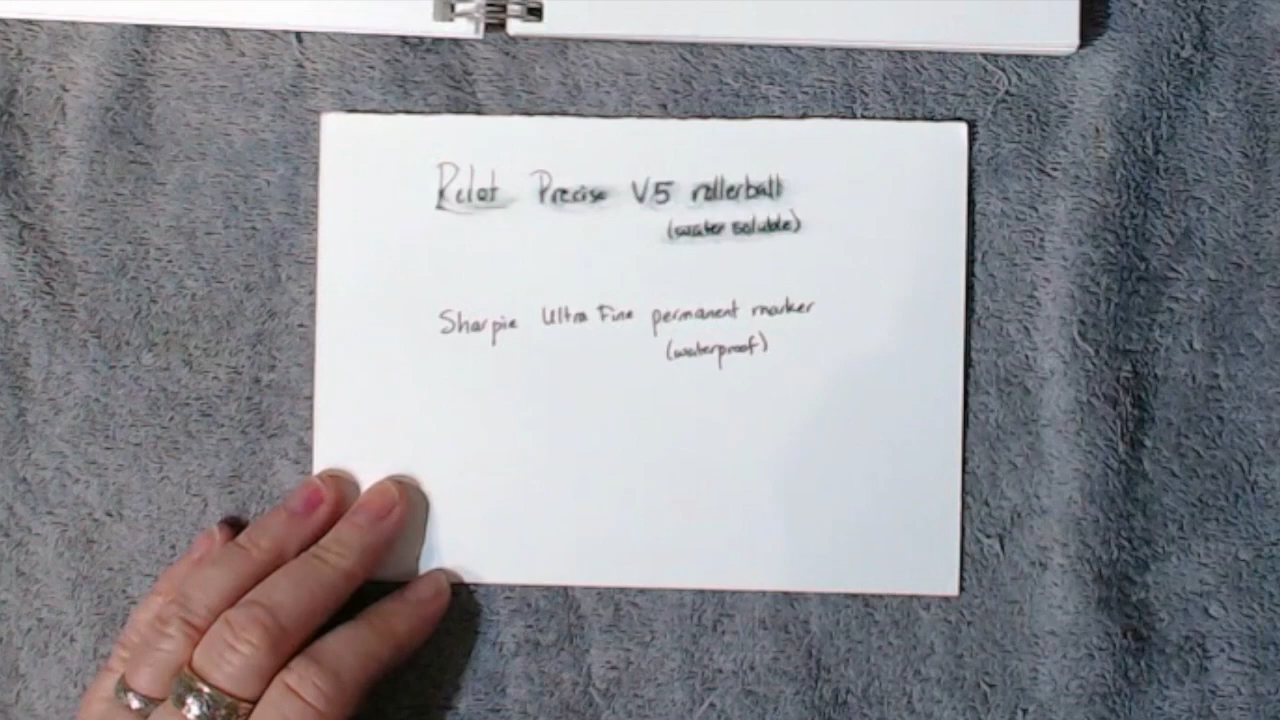 Pilot Precise V5 rollerball
(water soluble)
Sharpie Ultra Fine permanent marker
(waterproof)